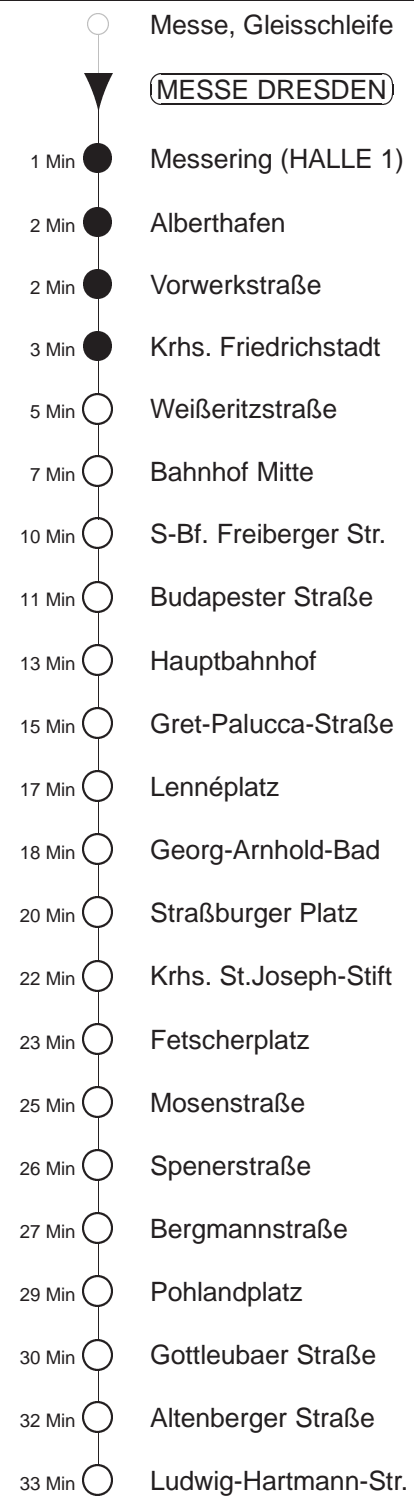 Messe, Gleisschleife
MESSE DRESDEN
1 Min Messering (HALLE 1)
2 Min Alberthafen
2 Min Vorwerkstraße
3 Min Krhs. Friedrichstadt
5 Min Weißeritzstraße
7 Min Bahnhof Mitte
10 Min S-Bf. Freiberger Str.
11 Min Budapester Straße
13 Min Hauptbahnhof
15 Min Gret-Palucca-Straße
17 Min Lennéplatz
18 Min Georg-Arnhold-Bad
20 Min Straßburger Platz
22 Min Krhs. St.Joseph-Stift
23 Min Fetscherplatz
25 Min Mosenstraße
26 Min Spenerstraße
27 Min Bergmannstraße
29 Min Pohlandplatz
30 Min Gottleubaer Straße
32 Min Altenberger Straße
33 Min Ludwig-Hartmann-Str.